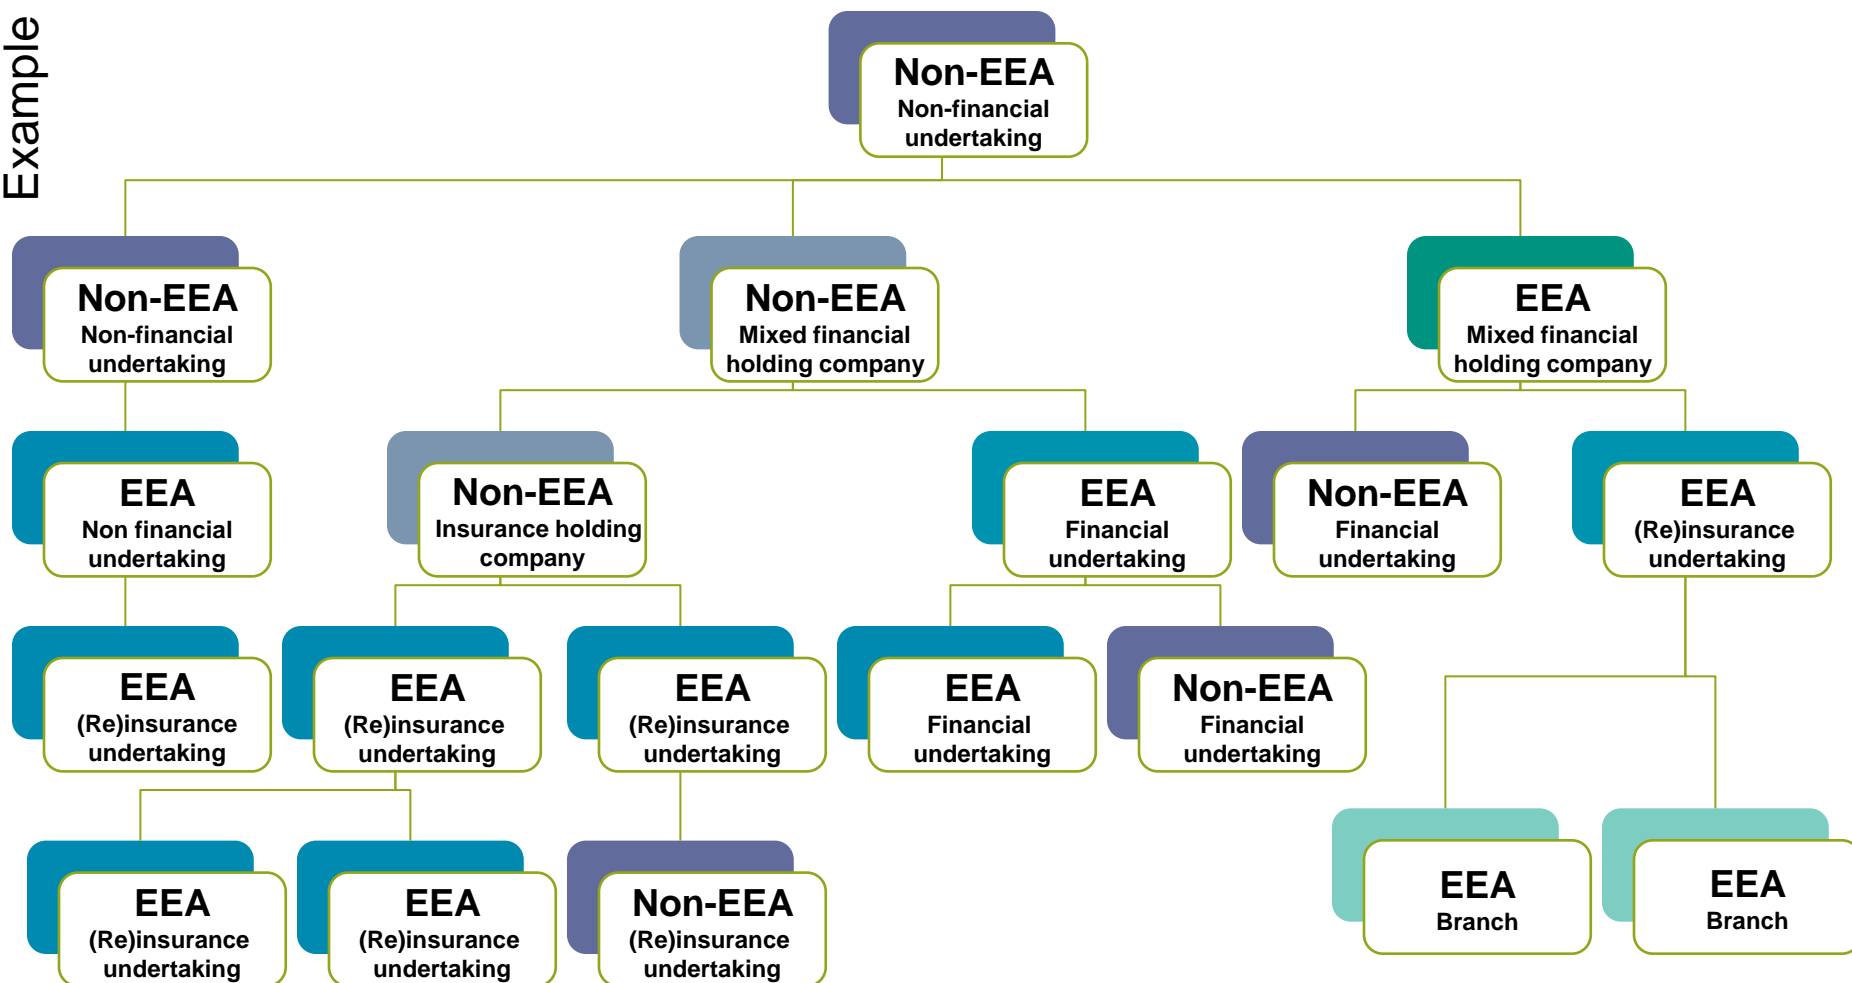 Example
Non-EEA
Non-financial
undertaking
Non-EEA
Non-financial
undertaking
Non-EEA
Mixed financial
holding company
EEA
Mixed financial
holding company
EEA
Non financial
undertaking
Non-EEA
Insurance holding
company
EEA
Financial
undertaking
Non-EEA
Financial
undertaking
EEA
(Re)insurance
undertaking
EEA
(Re)insurance
undertaking
EEA
(Re)insurance
undertaking
EEA
(Re)insurance
undertaking
EEA
Financial
undertaking
Non-EEA
Financial
undertaking
EEA
(Re)insurance
undertaking
EEA
(Re)insurance
undertaking
Non-EEA
(Re)insurance
undertaking
EEA
Branch
EEA
Branch